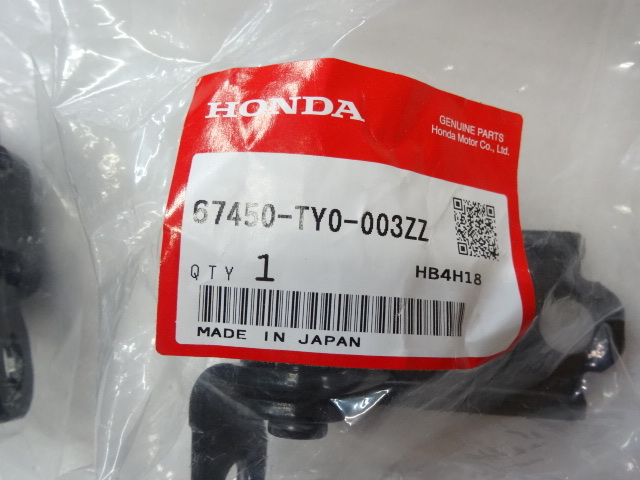 HONDA
GENUINE PARTS
Honda Motor Co., Ltd.
67450-TY0-003ZZ
QTY 1 HB4H18
MADE IN JAPAN